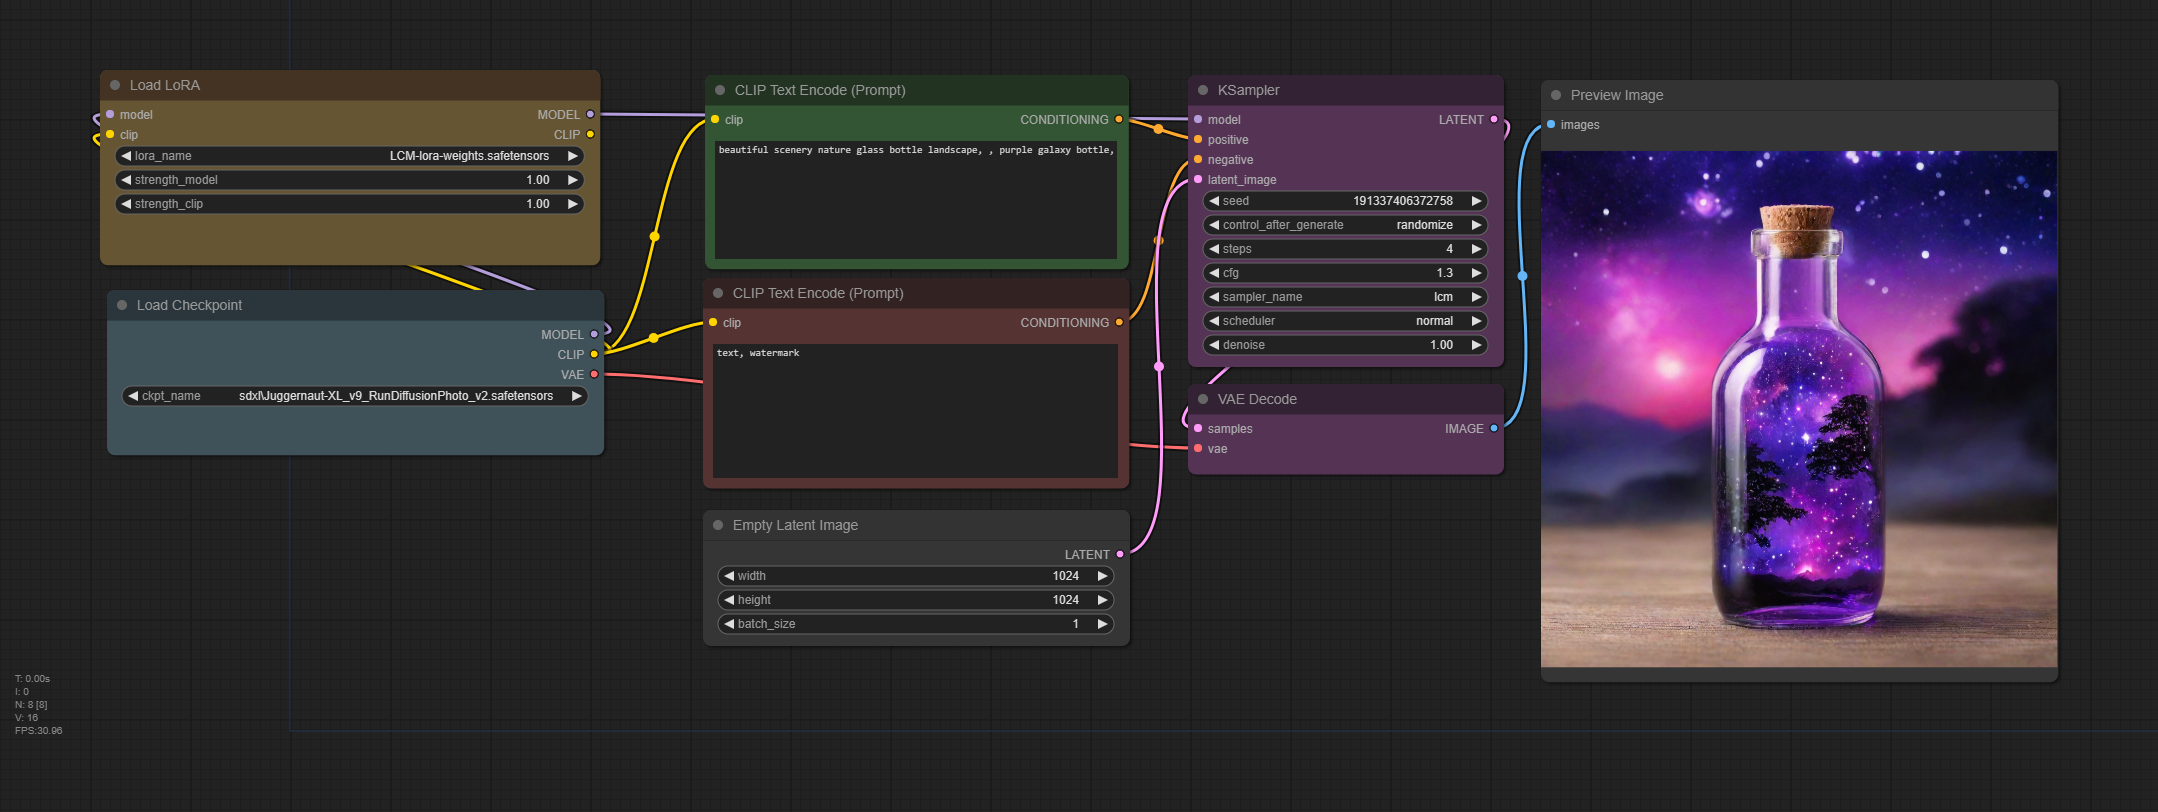 Load LoRA
model
MODEL
clip
CLIP
lora_name LCM-lora-weights.safetensors
strength_model 1.00
strength_clip 1.00
Load Checkpoint
MODEL
CLIP
VAE
ckpt_name sdxl\Juggernaut-XL_v9_RunDiffusionPhoto_v2.safetensors
CLIP Text Encode (Prompt)
clip CONDITIONING
beautiful scenery nature glass bottle landscape, , purple galaxy bottle,
CLIP Text Encode (Prompt)
clip CONDITIONING
text, watermark
Empty Latent Image
LATENT
width 1024
height 1024
batch_size 1
KSampler
model LATENT
positive
negative
latent_image
seed 191337406372758
control_after_generate randomize
steps 4
cfg 1.3
sampler_name lcm
scheduler normal
denoise 1.00
VAE Decode
samples IMAGE
vae
Preview Image
images
T: 0.00s
I: 0
N: 8 [8]
V: 16
FPS:30.96